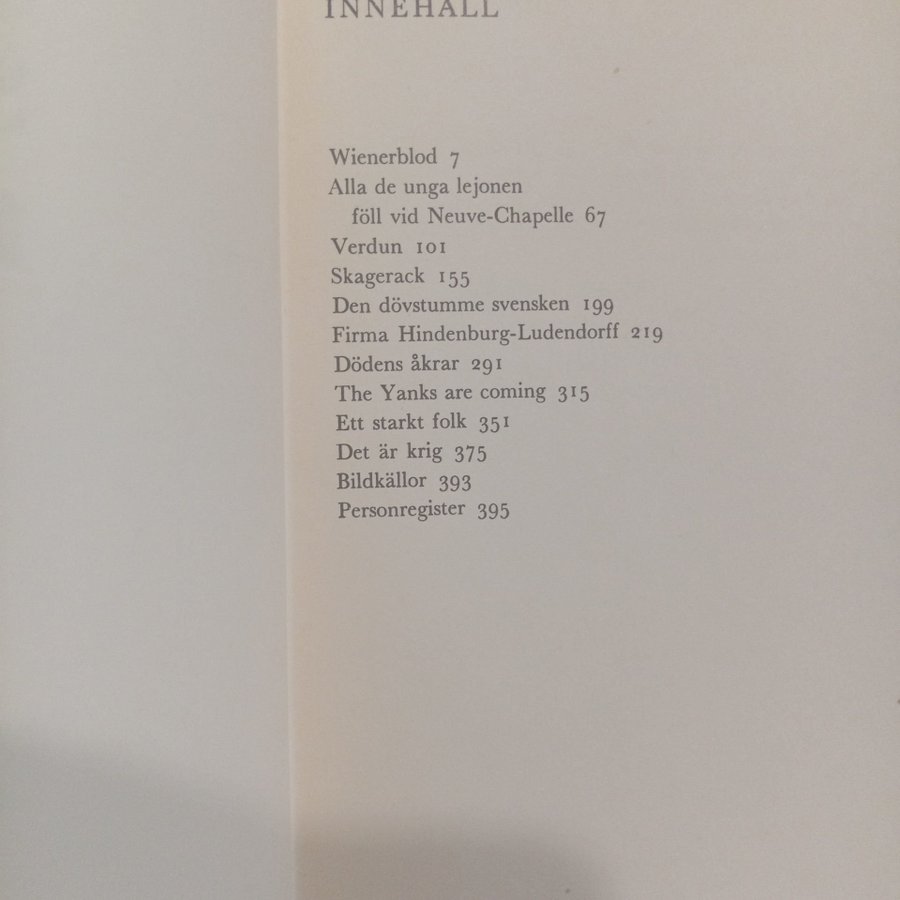 INNEHÅLL
Wienerblod 7
Alla de unga lejonen
föll vid Neuve-Chapelle 67
Verdun 101
Skagerack 155
Den dövstumme svensken 199
Firma Hindenburg-Ludendorff 219
Dödens åkrar 291
The Yanks are coming 315
Ett starkt folk 351
Det är krig 375
Bildkällor 393
Personregister 395